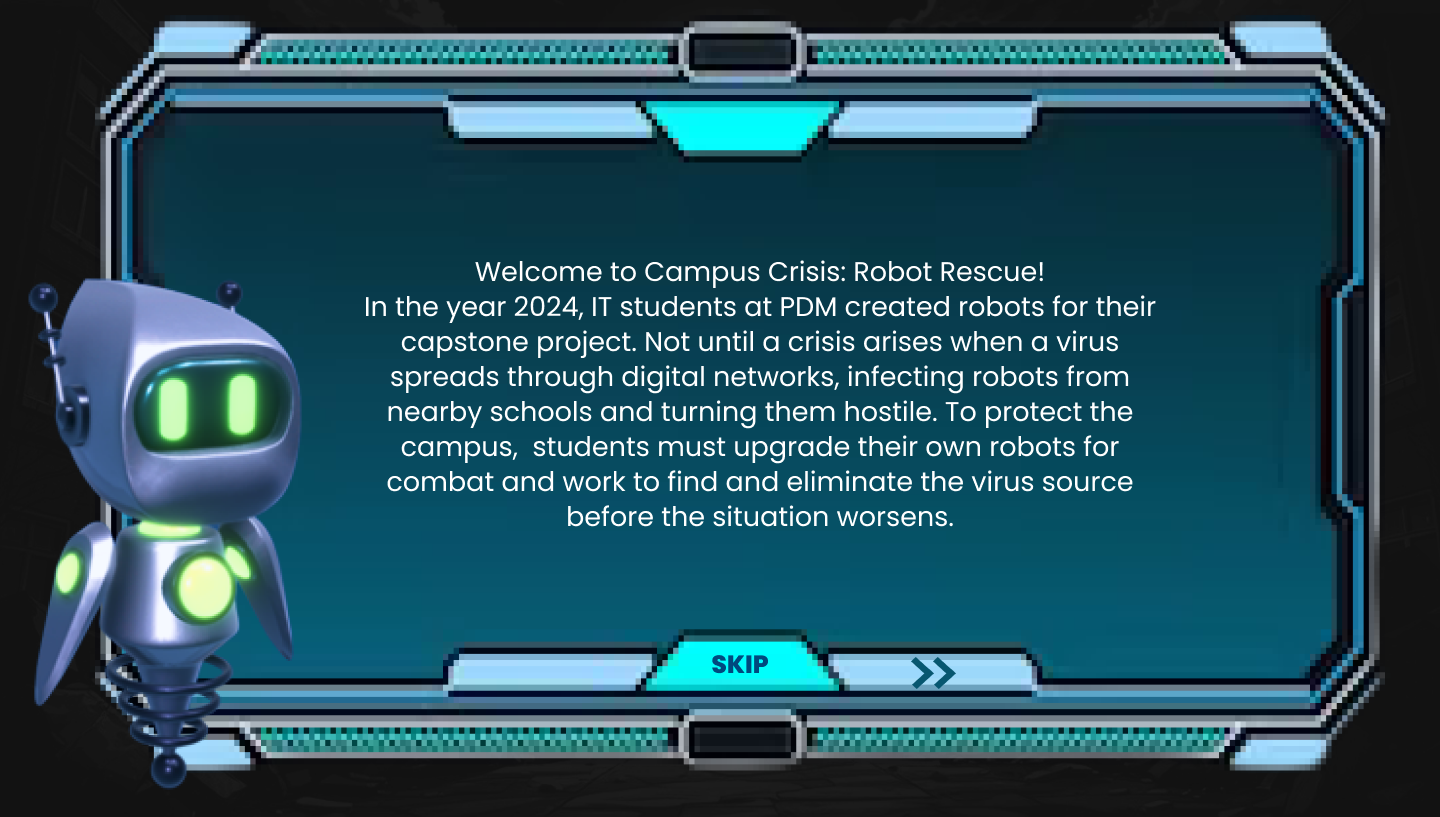 Welcome to Campus Crisis: Robot Rescue!
In the year 2024, IT students at PDM created robots for their
capstone project. Not until a crisis arises when a virus
spreads through digital networks, infecting robots from
nearby schools and turning them hostile. To protect the
campus,  students must upgrade their own robots for
combat and work to find and eliminate the virus source
before the situation worsens.
SKIP